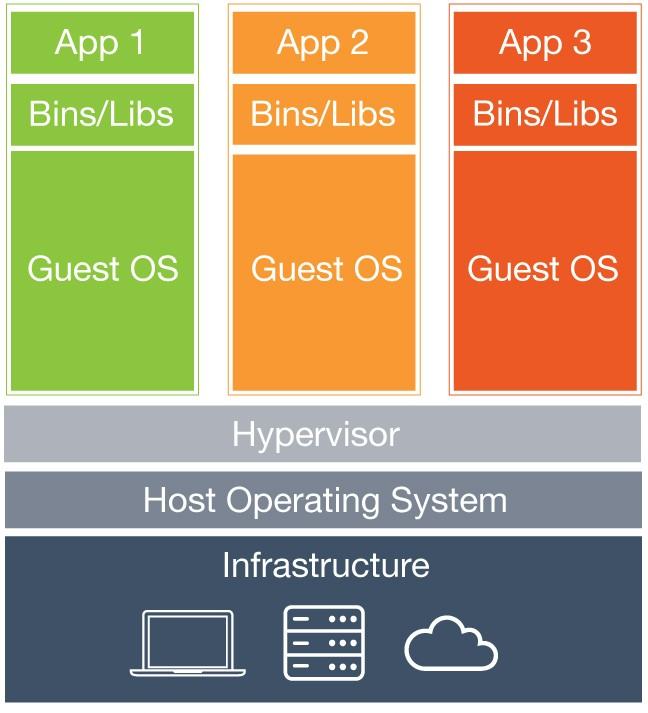 App 1
App 2
App 3
Bins/Libs
Bins/Libs
Bins/Libs
Guest OS
Guest OS
Guest OS
Hypervisor
Host Operating System
Infrastructure